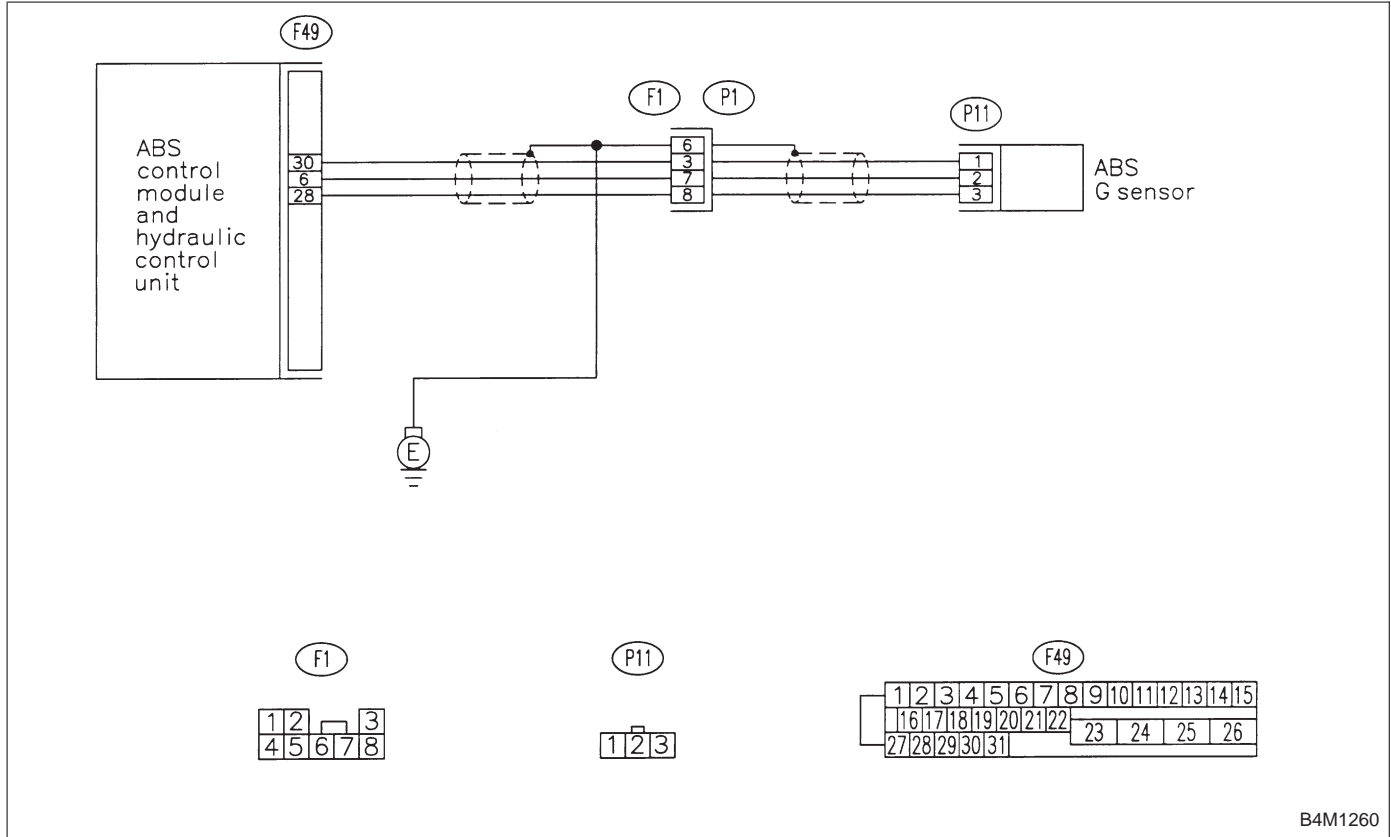 F49
F1
P1
P11
ABS
control
module
and
hydraulic
control
unit
30
6
28
6
3
7
8
1
2
3
ABS
G sensor
E
F1
P11
F49
1 2 3
4 5 6 7 8
1 2 3
1 2 3 4 5 6 7 8 9 10 11 12 13 14 15
16 17 18 19 20 21 22
23 24 25 26
27 28 29 30 31
B4M1260